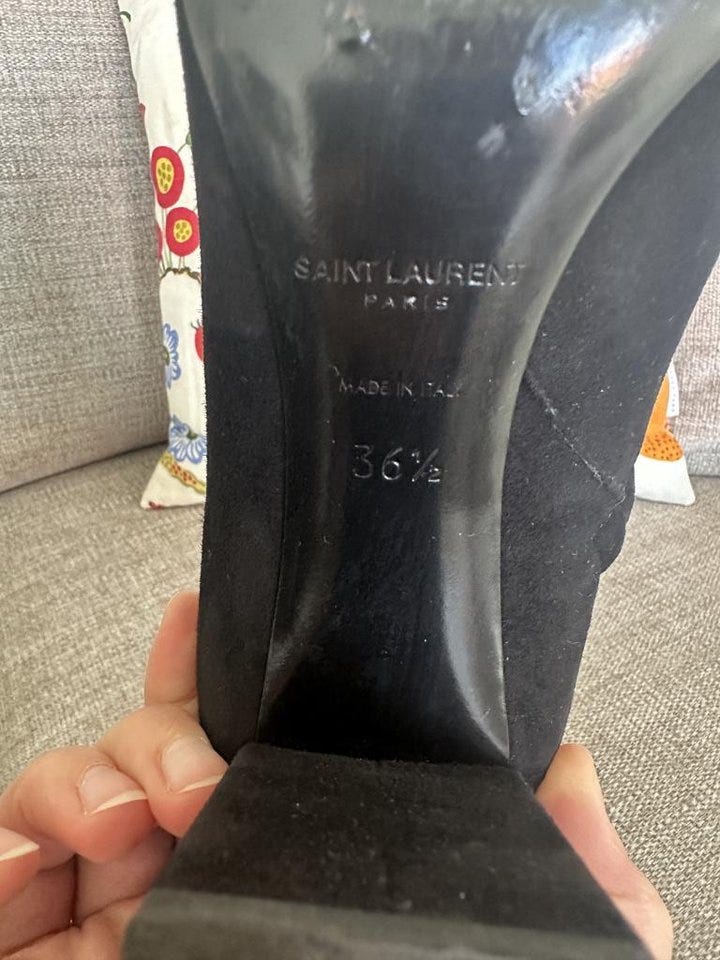 SAINT LAURENT
PARIS
MADE IN ITALY
36½